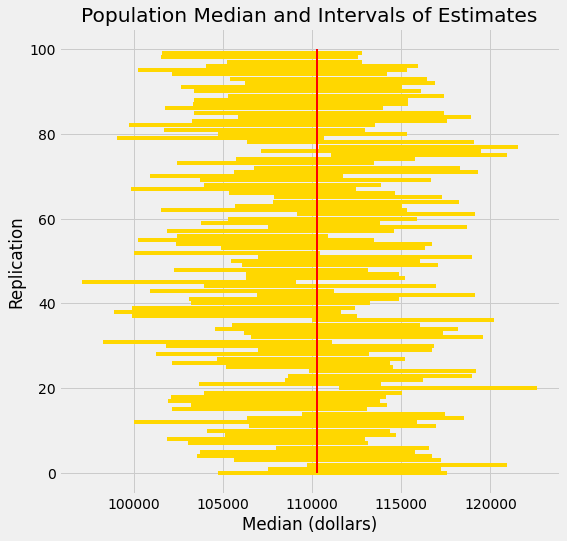 Population Median and Intervals of Estimates
100
80
60
40
20
0
Replication
100000 105000 110000 115000 120000
Median (dollars)